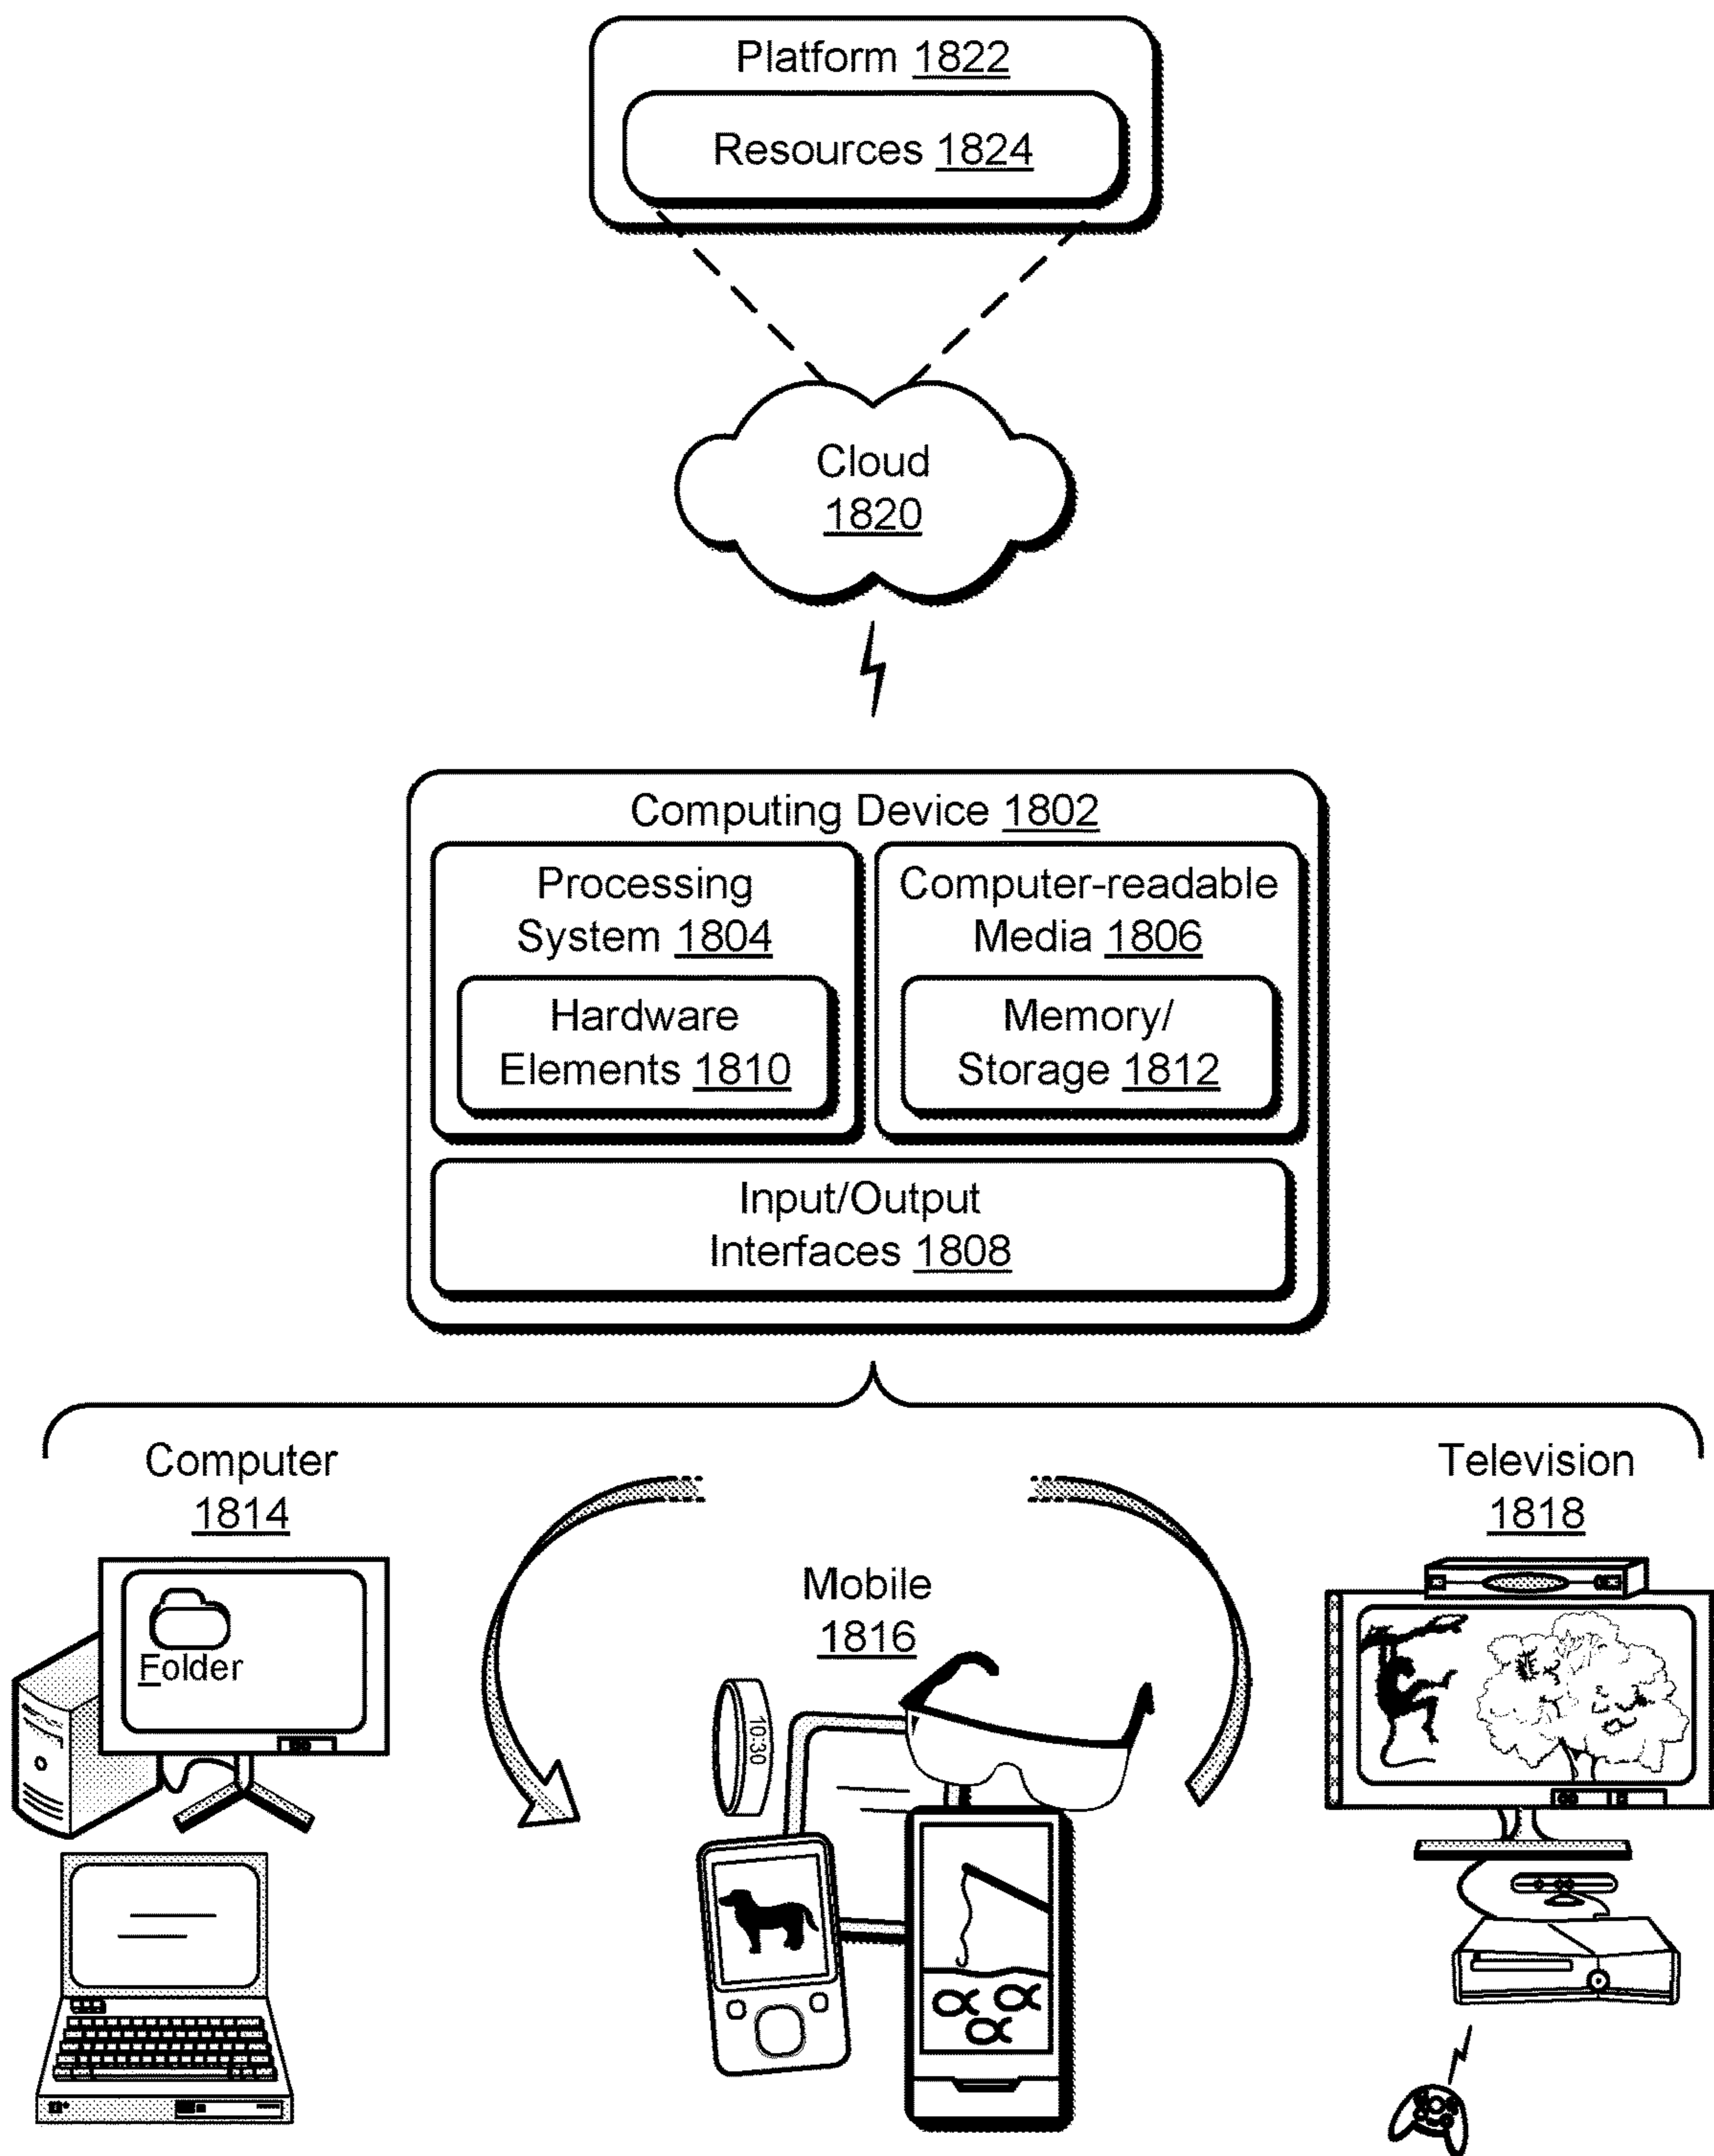 Platform 1822
Resources 1824
Cloud
1820
Computing Device 1802
Processing
System 1804
Hardware
Elements 1810
Computer-readable
Media 1806
Memory/
Storage 1812
Input/Output
Interfaces 1808
Computer
1814
Folder
Mobile
1816
10:30
Television
1818